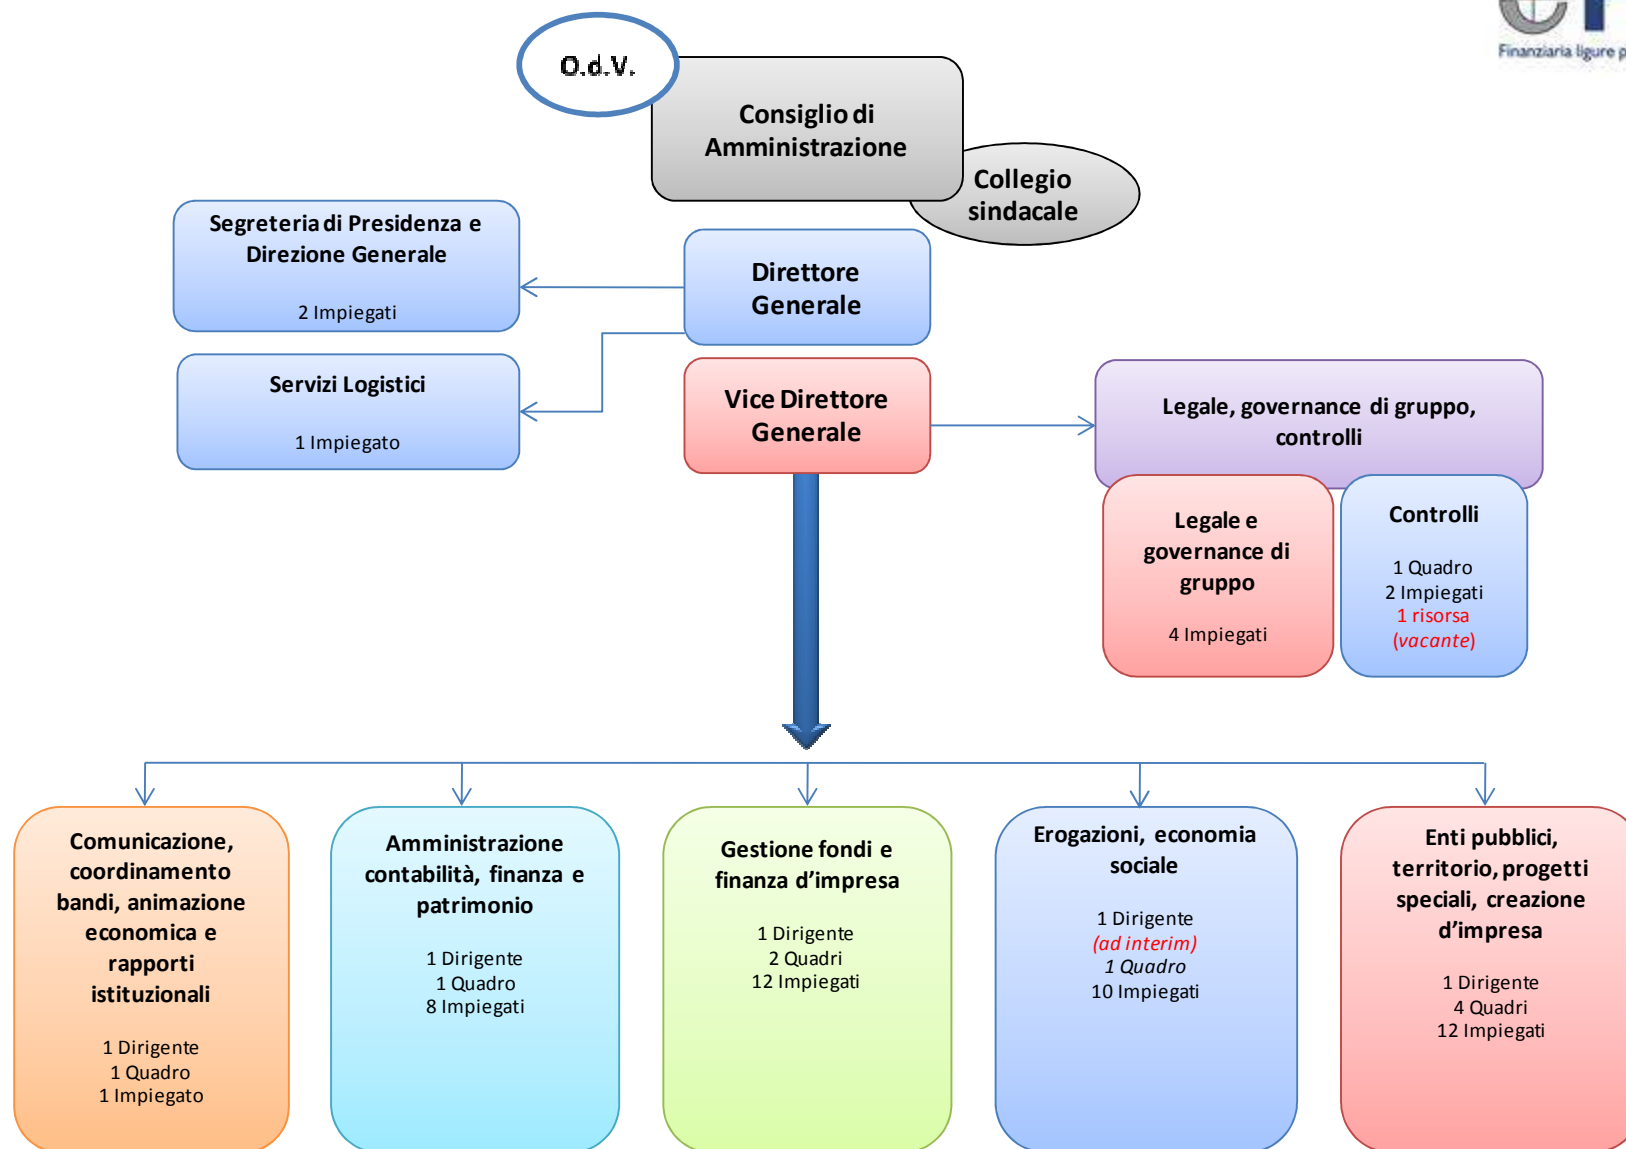 Finanziaria ligure p
O.d.V.
Consiglio di
Amministrazione
Collegio
sindacale
Segreteria di Presidenza e
Direzione Generale
2 Impiegati
Direttore
Generale
Servizi Logistici
1 Impiegato
Vice Direttore
Generale
Legale, governance di gruppo,
controlli
Legale e
governance di
gruppo
4 Impiegati
Controlli
1 Quadro
2 Impiegati
1 risorsa
(vacante)
Comunicazione,
coordinamento
bandi, animazione
economica e
rapporti
istituzionali
1 Dirigente
1 Quadro
1 Impiegato
Amministrazione
contabilità, finanza e
patrimonio
1 Dirigente
1 Quadro
8 Impiegati
Gestione fondi e
finanza d’impresa
1 Dirigente
2 Quadri
12 Impiegati
Erogazioni, economia
sociale
1 Dirigente
(ad interim)
1 Quadro
10 Impiegati
Enti pubblici,
territorio, progetti
speciali, creazione
d’impresa
1 Dirigente
4 Quadri
12 Impiegati